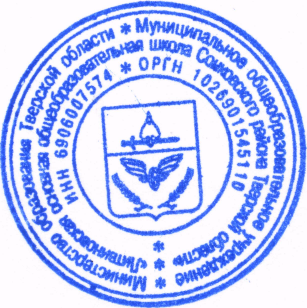 Министерство образования Тверской области * Муниципальное общеобразовательное учреждение *
«Литвиновская основная общеобразовательная школа Сонковского района Тверской области» *
ИНН 6906007574 * ОРГН 1026901545110 *